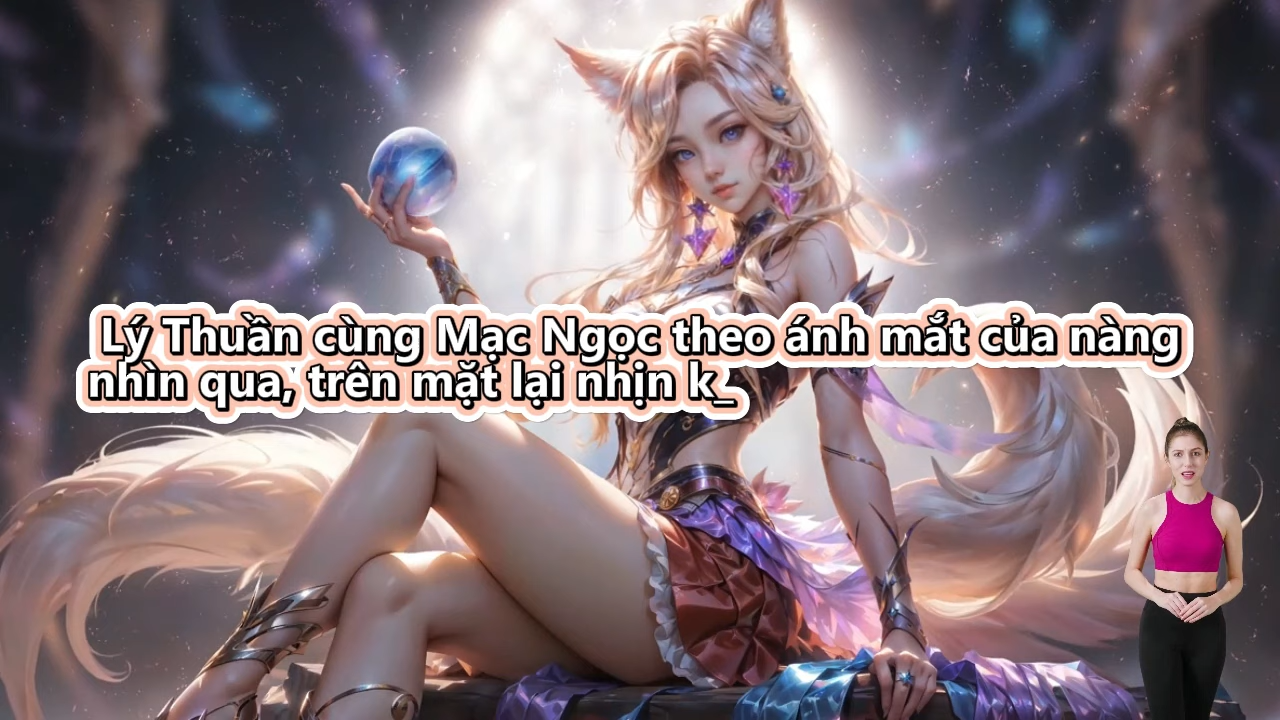 Lý Thuần cùng Mạc Ngọc theo ánh mắt của nàng
nhìn qua, trên mặt lại nhịn k_